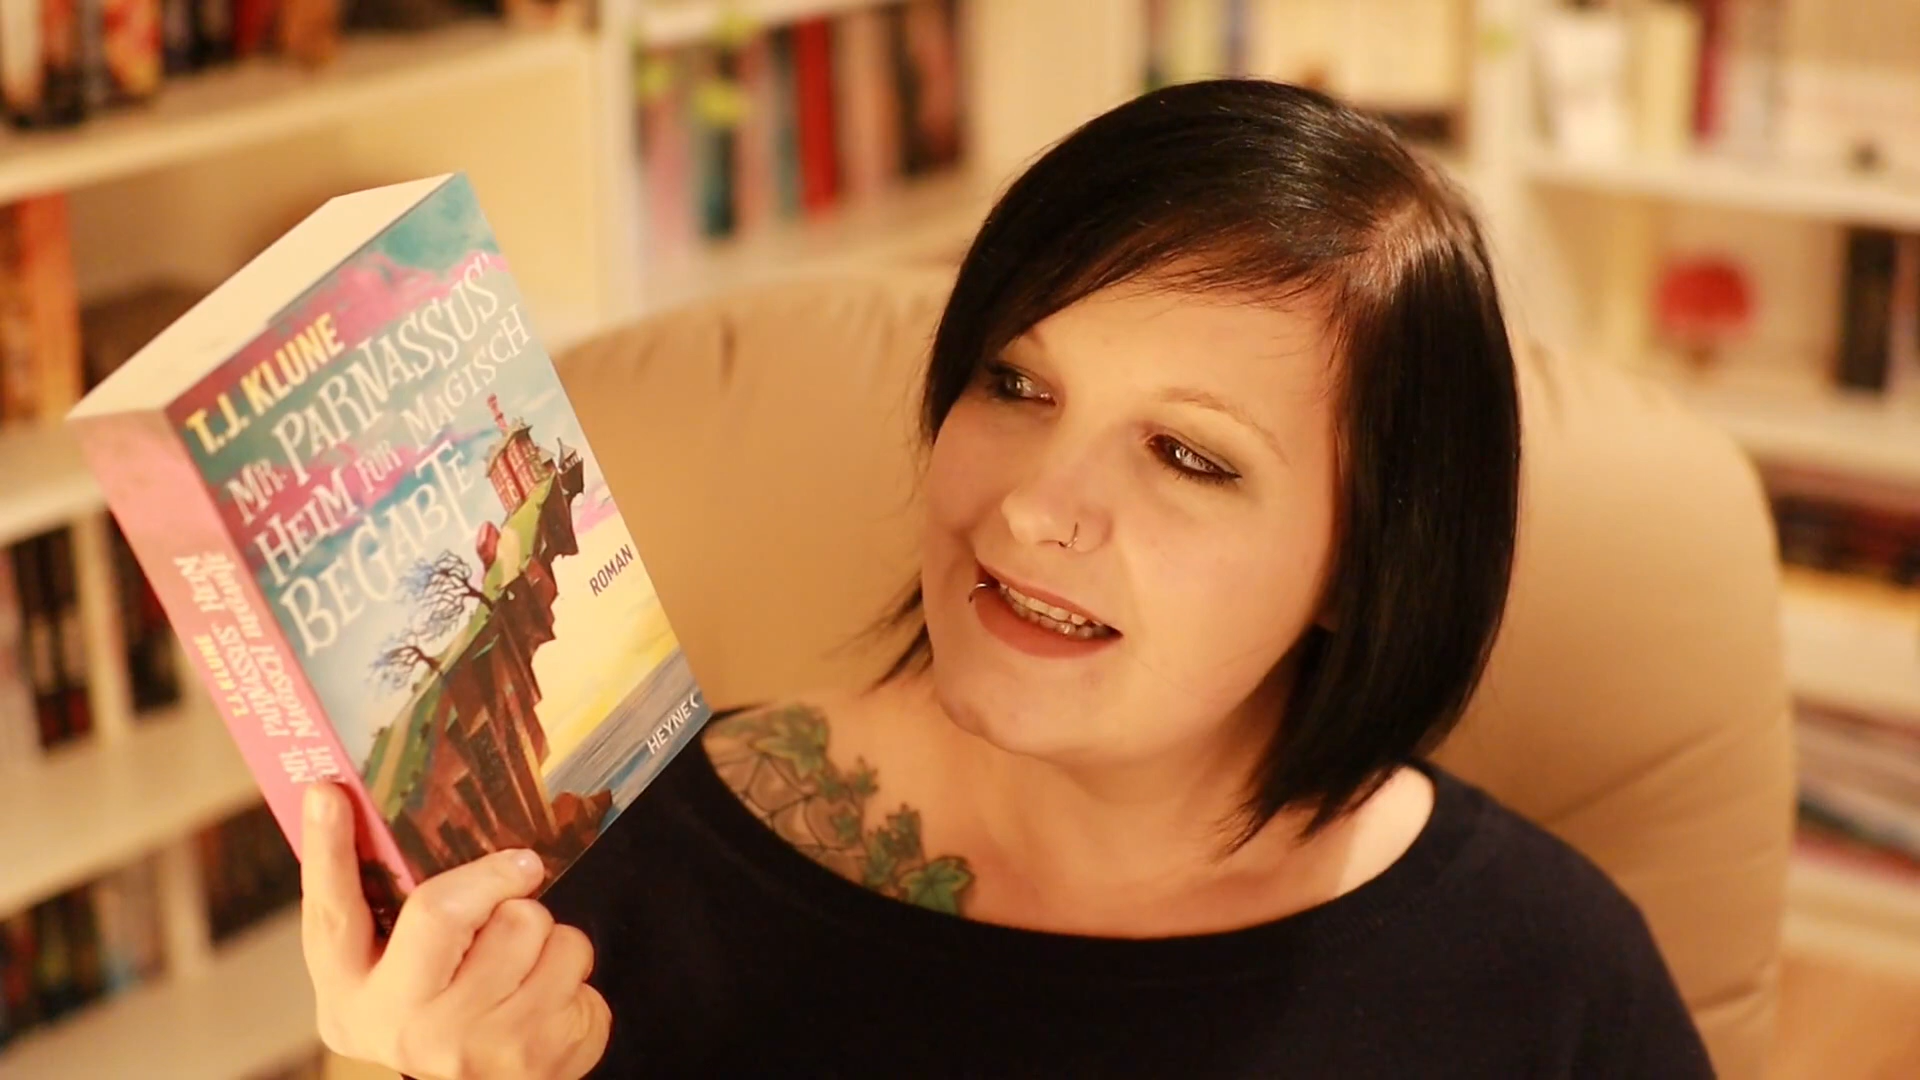 T.J. KLUNE
MR. PARNASSUS'
HEIM FÜR MAGISCH
BEGABTE
ROMAN
HEYNE
T.J. KLUNE
MR. PARNASSUS' HEIM
FÜR MAGISCH BEGABTE